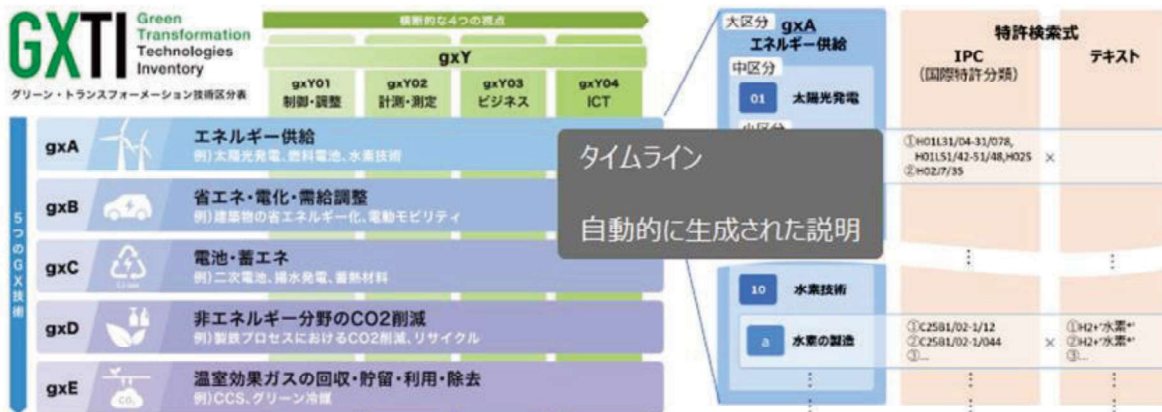 GXTI
Green
Transformation
Technologies
Inventory
グリーン・トランスフォーメーション技術区分表
横断的な4つの視点
gxY
gxY01
制御・調整
gxY02
計測・測定
gxY03
ビジネス
gxY04
ICT
5つのGX技術
gxA
エネルギー供給
例)太陽光発電、燃料電池、水素技術
gxB
省エネ・電化・需給調整
例)建築物の省エネルギー化、電動モビリティ
gxC
電池・蓄エネ
例)二次電池、揚水発電、蓄熱材料
gxD
非エネルギー分野のCO2削減
例)製鉄プロセスにおけるCO2削減、リサイクル
gxE
CO₂
温室効果ガスの回収・貯留・利用・除去
例)CCS、グリーン冷媒
タイムライン
自動的に生成された説明
大区分
gxA
エネルギー供給
中区分
01 太陽光発電
10 水素技術
a 水素の製造
特許検索式
IPC
(国際特許分類)
テキスト
①H01L31/04-31/078,
H01L51/42-51/48,H02S
②H02J7/35
×
①C25B1/02-1/12
②C25B1/02-1/044
③...
×
①H2+"水素*"
②H2+"水素*"
③...